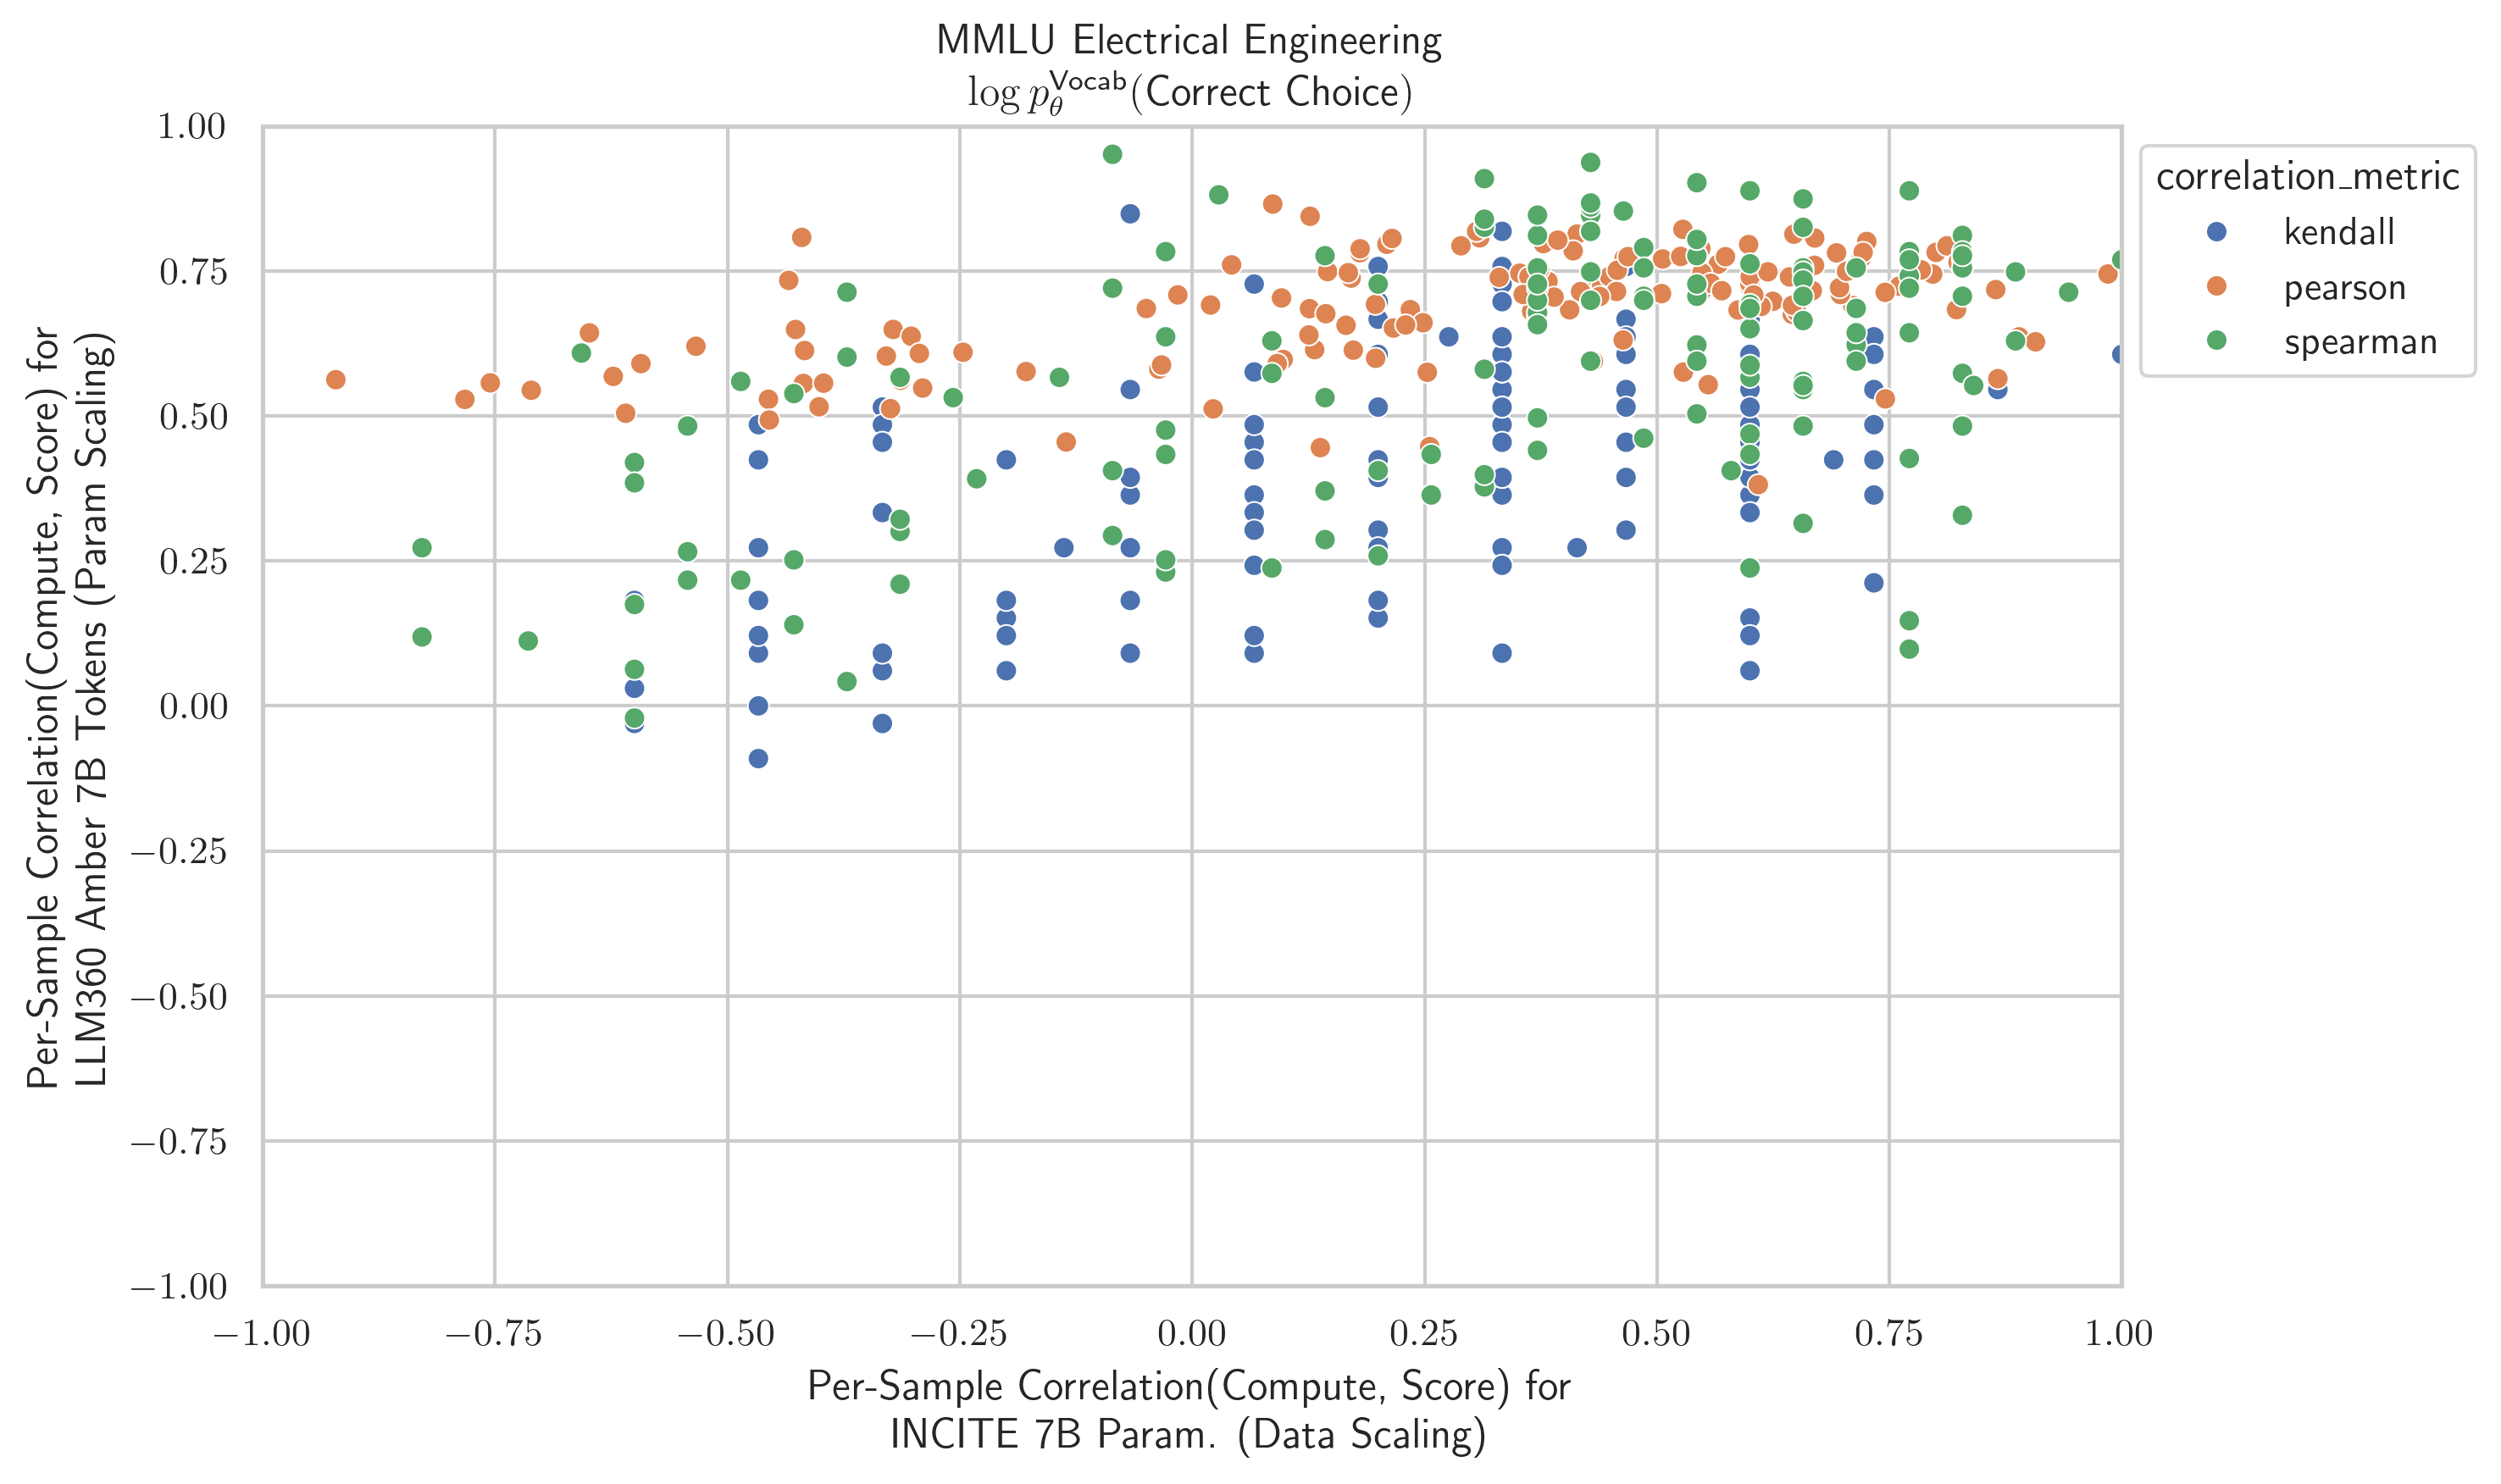 MMLU Electrical Engineering
log p_θ^Vocab(Correct Choice)
Per-Sample Correlation(Compute, Score) for
LLM360 Amber 7B Tokens (Param Scaling)
1.00
0.75
0.50
0.25
0.00
−0.25
−0.50
−0.75
−1.00
−1.00 −0.75 −0.50 −0.25 0.00 0.25 0.50 0.75 1.00
Per-Sample Correlation(Compute, Score) for
INCITE 7B Param. (Data Scaling)
correlation_metric
kendall
pearson
spearman